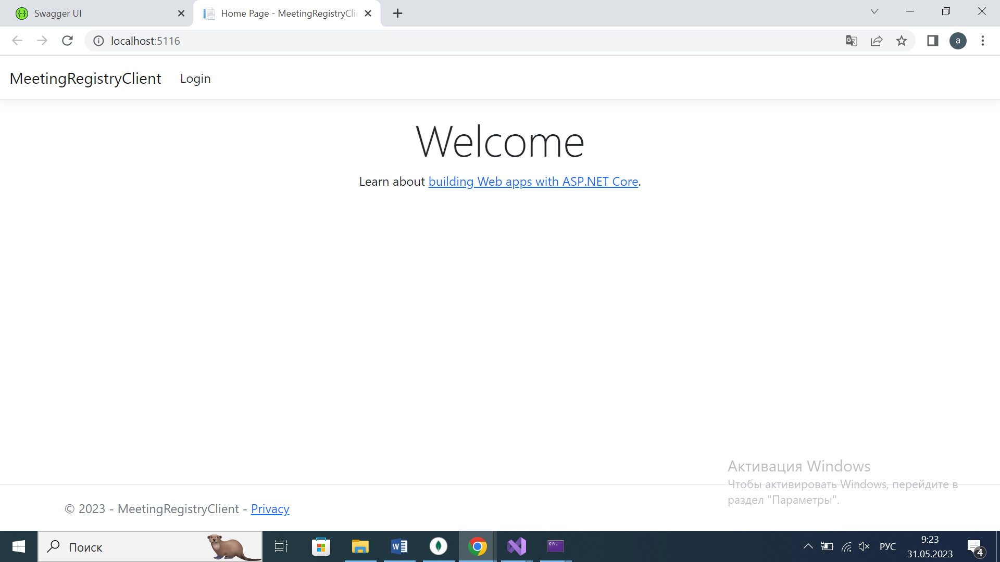 Swagger UI
Home Page - MeetingRegistryCli
localhost:5116
a
MeetingRegistryClient
Login
Welcome
Learn about building Web apps with ASP.NET Core.
Активация Windows
Чтобы активировать Windows, перейдите в
раздел "Параметры".
© 2023 - MeetingRegistryClient - Privacy
Поиск
РУС
9:23
31.05.2023
4